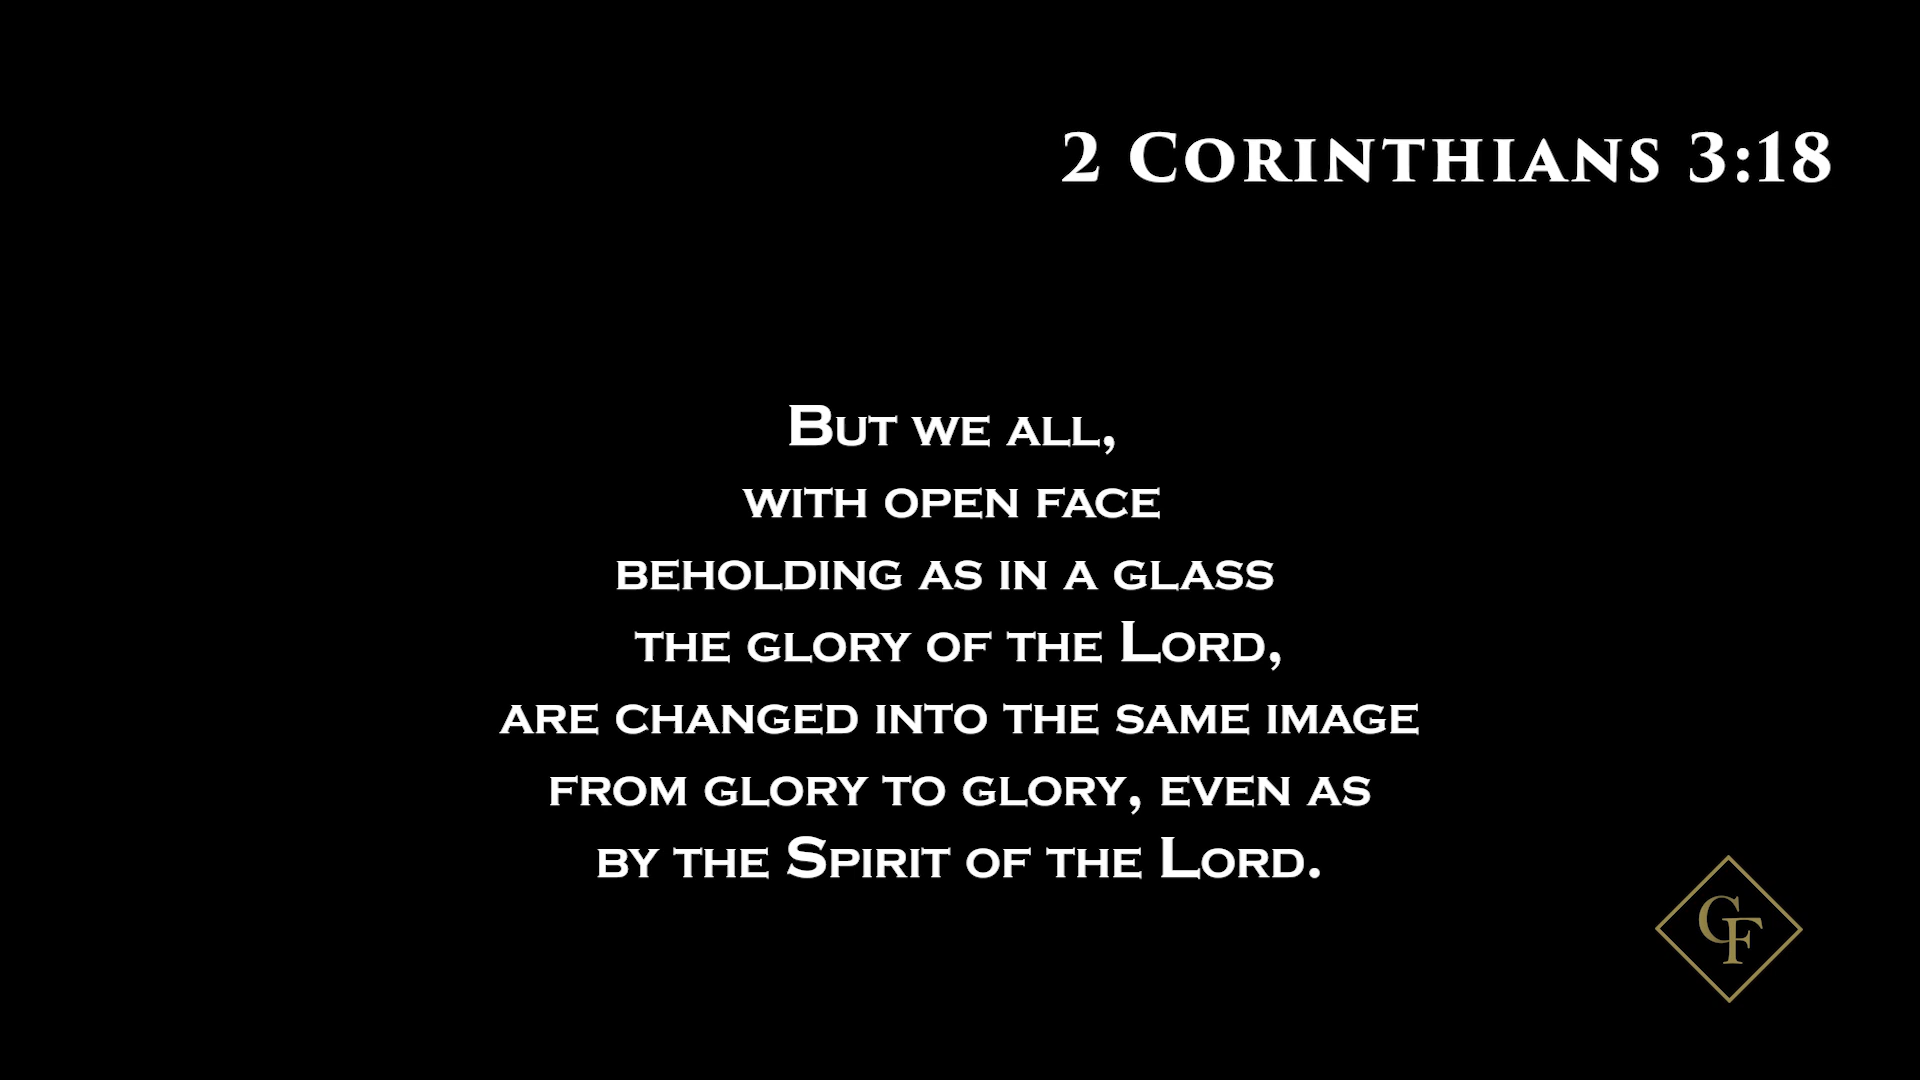 2 Corinthians 3:18
But we all,
with open face
beholding as in a glass
the glory of the Lord,
are changed into the same image
from glory to glory, even as
by the Spirit of the Lord.
CF